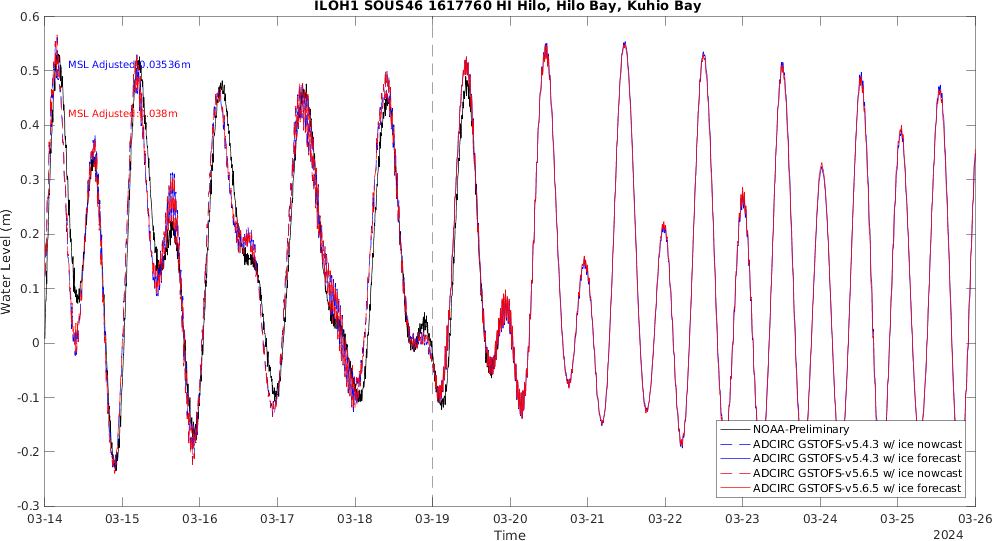 ILOH1 SOUS46 1617760 HI Hilo, Hilo Bay, Kuhio Bay
0.6
0.5
0.4
0.3
0.2
0.1
0
-0.1
-0.2
-0.3
Water Level (m)
MSL Adjusted:0.03536m
MSL Adjusted:0.038m
NOAA-Preliminary
ADCIRC GSTOFS-v5.4.3 w/ ice nowcast
ADCIRC GSTOFS-v5.4.3 w/ ice forecast
ADCIRC GSTOFS-v5.6.5 w/ ice nowcast
ADCIRC GSTOFS-v5.6.5 w/ ice forecast
03-14 03-15 03-16 03-17 03-18 03-19 03-20 03-21 03-22 03-23 03-24 03-25 03-26
Time
2024